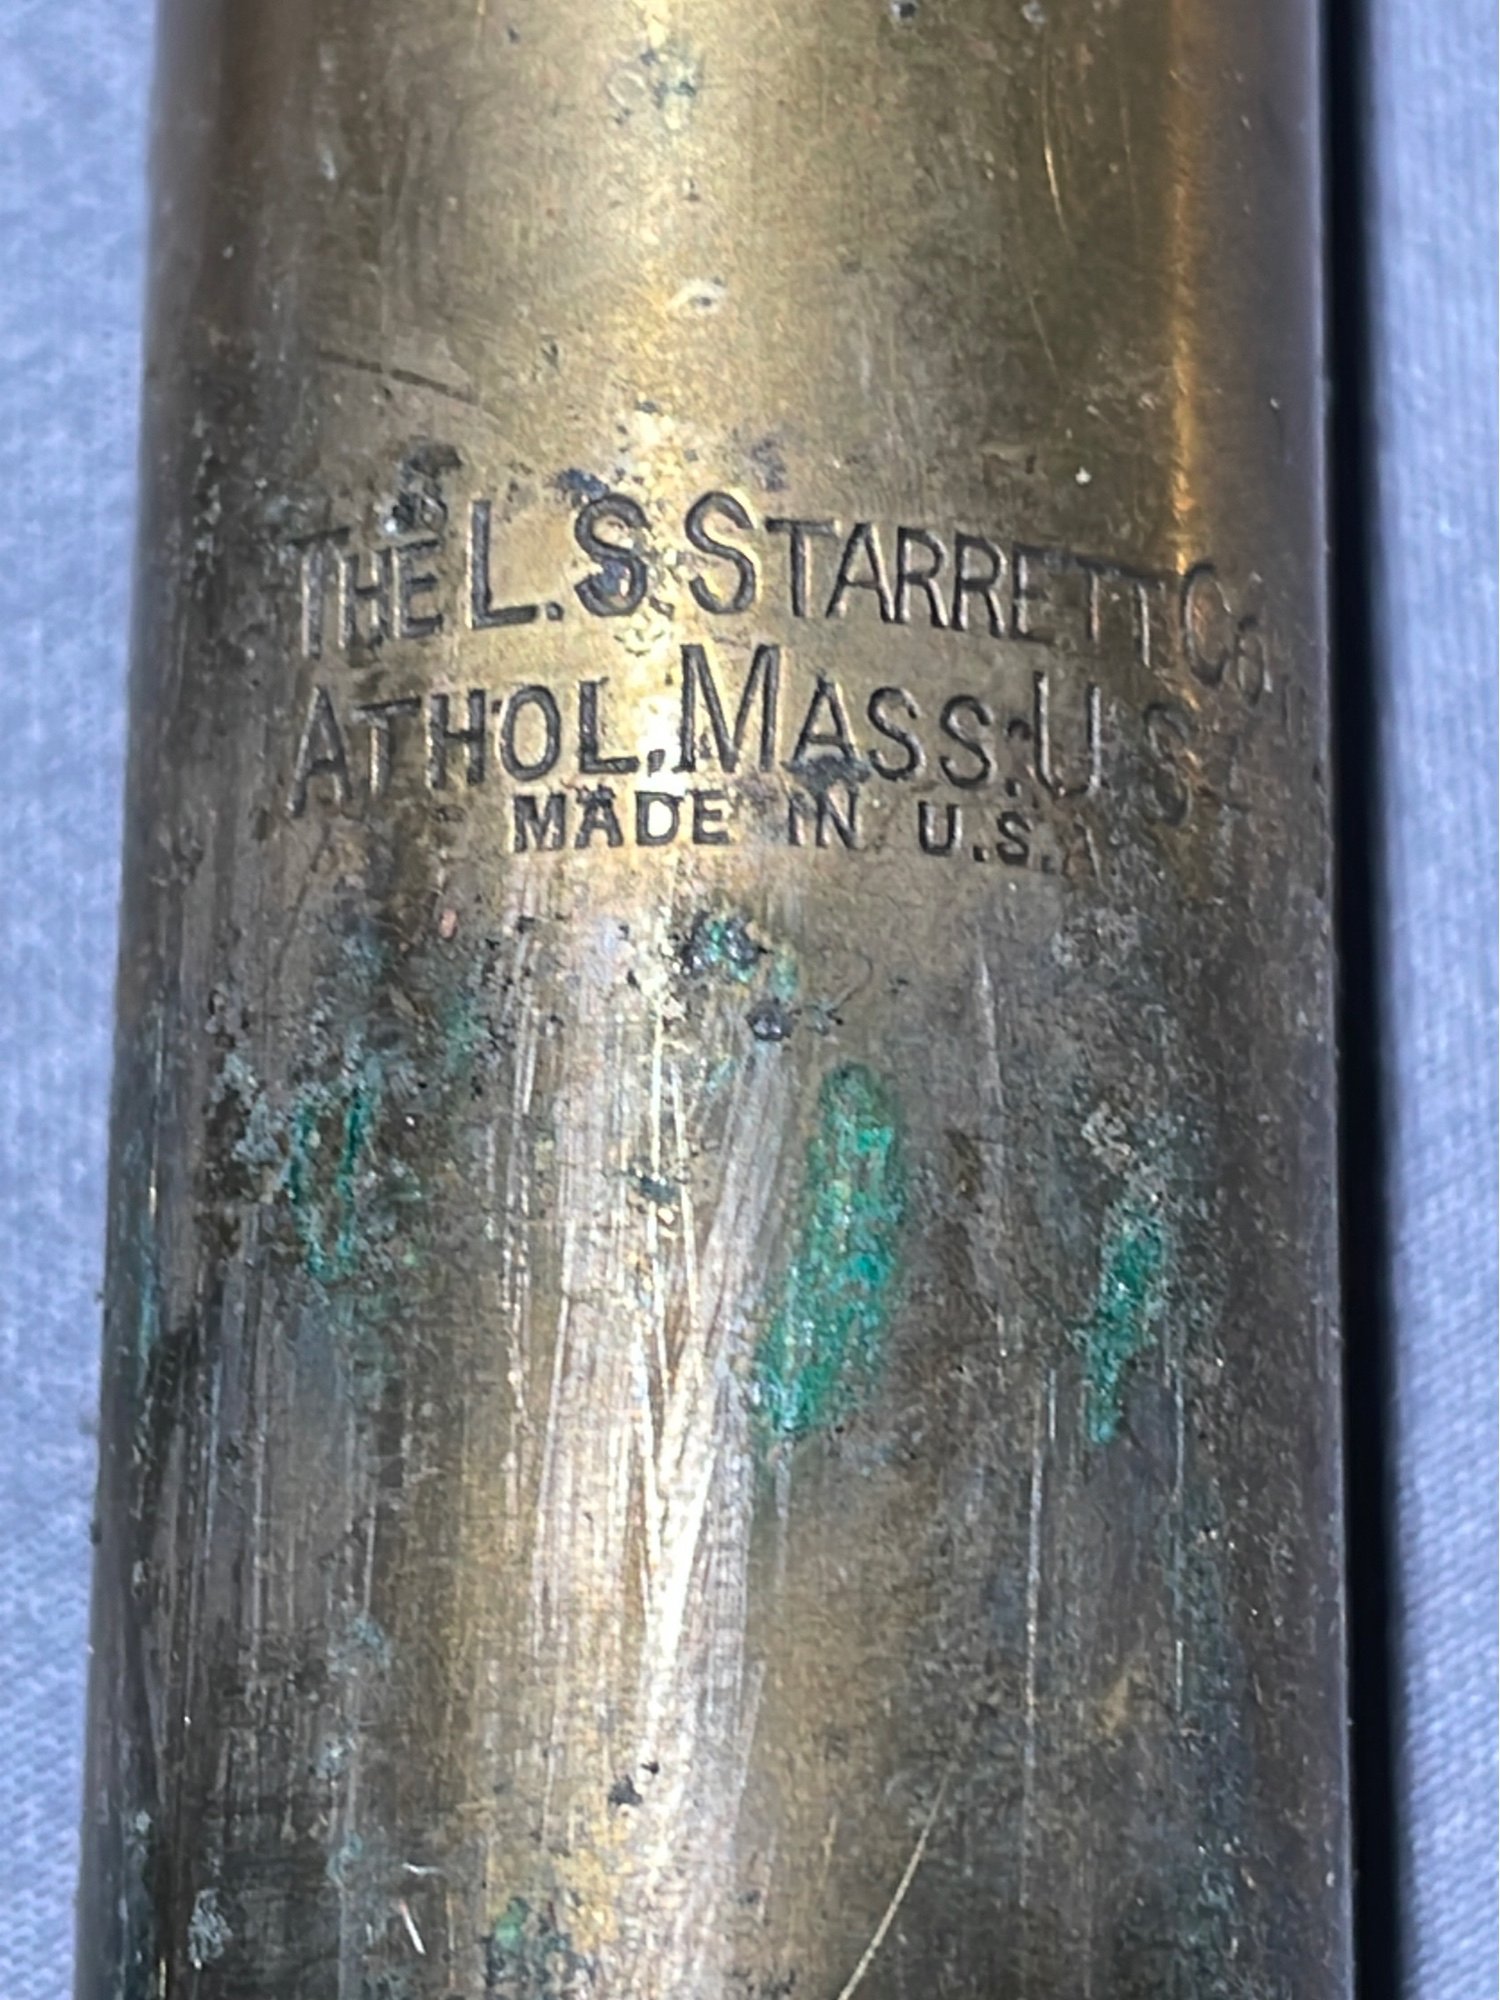 THE L.S. STARRETT CO.
ATHOL, MASS. U.S.A.
MADE IN U.S.A